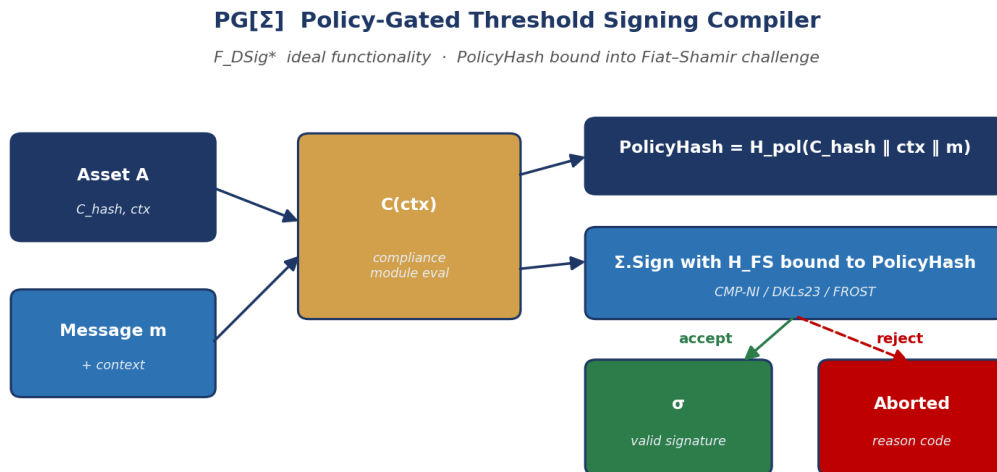 PG[Σ]  Policy-Gated Threshold Signing Compiler
F_DSig*  ideal functionality  ·  PolicyHash bound into Fiat–Shamir challenge
Asset A
C_hash, ctx
Message m
+ context
C(ctx)
compliance
module eval
PolicyHash = H_pol(C_hash ‖ ctx ‖ m)
Σ.Sign with H_FS bound to PolicyHash
CMP-NI / DKLs23 / FROST
accept
reject
σ
valid signature
Aborted
reason code